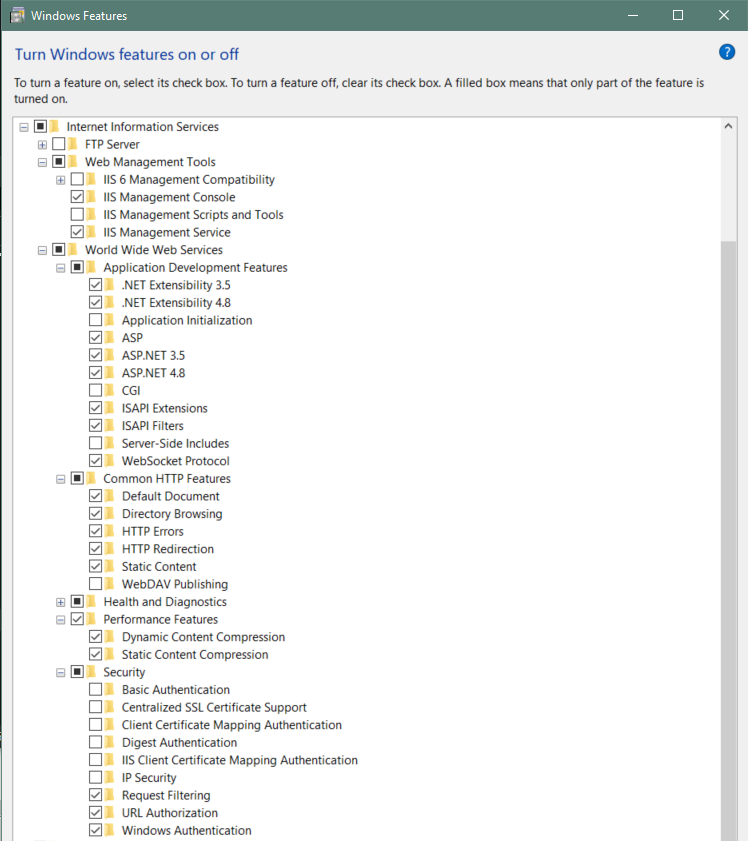 Windows Features
Turn Windows features on or off
To turn a feature on, select its check box. To turn a feature off, clear its check box. A filled box means that only part of the feature is
turned on.
Internet Information Services
FTP Server
Web Management Tools
IIS 6 Management Compatibility
IIS Management Console
IIS Management Scripts and Tools
IIS Management Service
World Wide Web Services
Application Development Features
.NET Extensibility 3.5
.NET Extensibility 4.8
Application Initialization
ASP
ASP.NET 3.5
ASP.NET 4.8
CGI
ISAPI Extensions
ISAPI Filters
Server-Side Includes
WebSocket Protocol
Common HTTP Features
Default Document
Directory Browsing
HTTP Errors
HTTP Redirection
Static Content
WebDAV Publishing
Health and Diagnostics
Performance Features
Dynamic Content Compression
Static Content Compression
Security
Basic Authentication
Centralized SSL Certificate Support
Client Certificate Mapping Authentication
Digest Authentication
IIS Client Certificate Mapping Authentication
IP Security
Request Filtering
URL Authorization
Windows Authentication